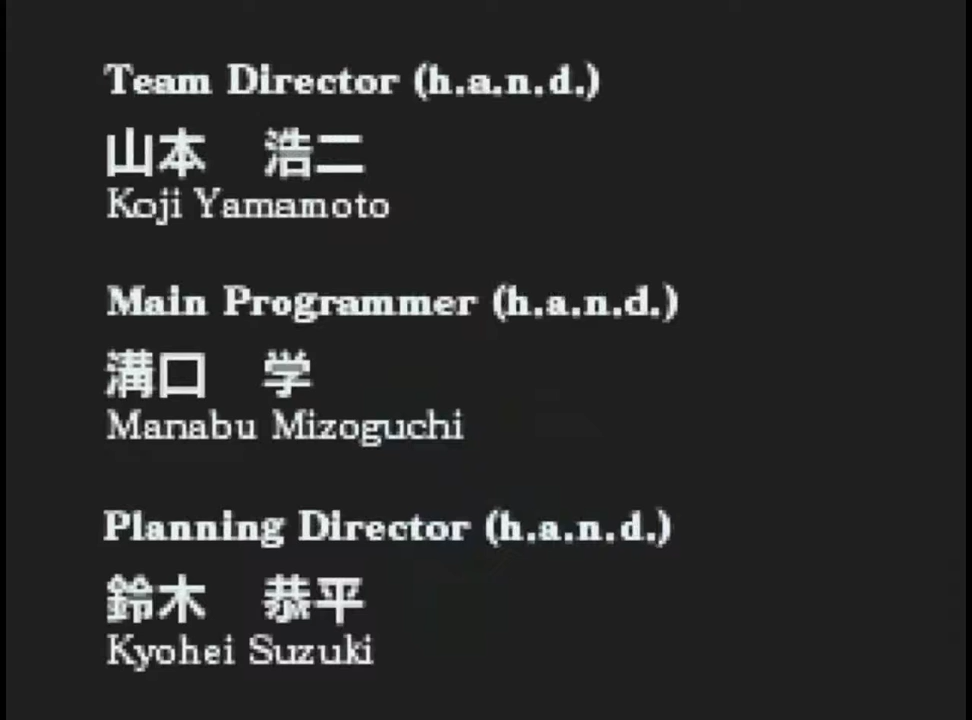 Team Director (h.a.n.d.)
山本　浩二
Koji Yamamoto
Main Programmer (h.a.n.d.)
溝口　学
Manabu Mizoguchi
Planning Director (h.a.n.d.)
鈴木　恭平
Kyohei Suzuki